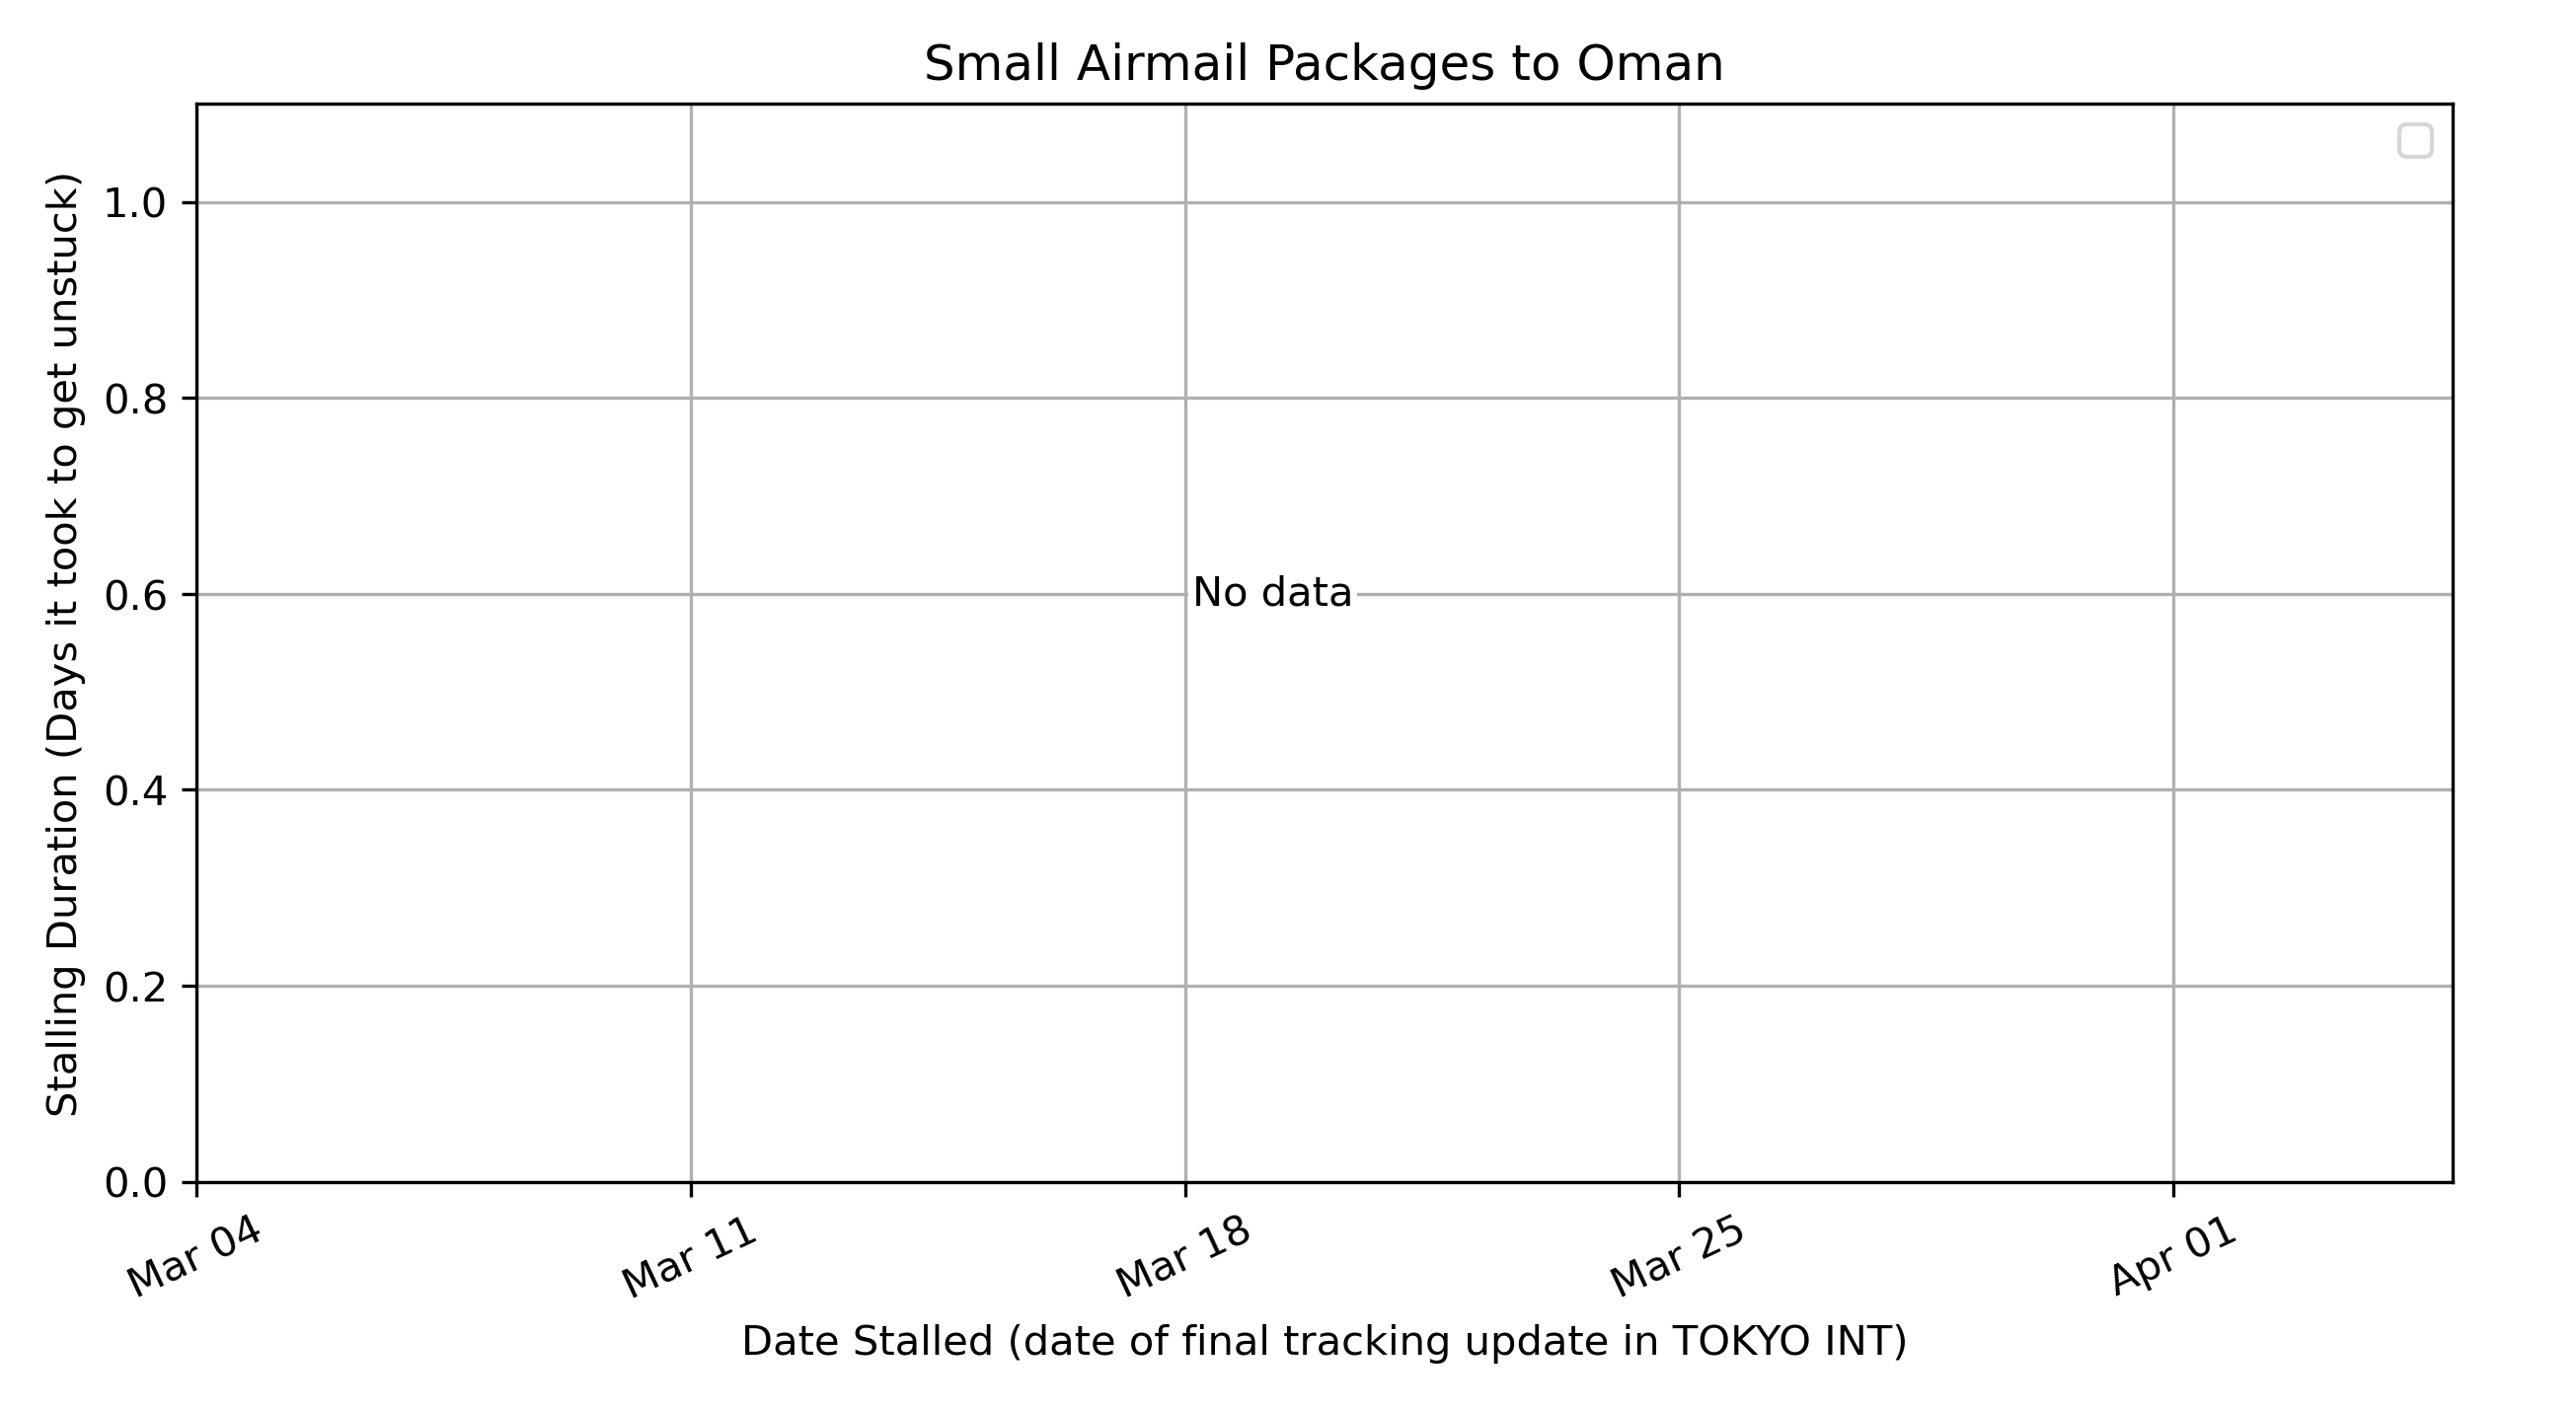 Small Airmail Packages to Oman
Stalling Duration (Days it took to get unstuck)
1.0
0.8
0.6
0.4
0.2
0.0
No data
Mar 04
Mar 11
Mar 18
Mar 25
Apr 01
Date Stalled (date of final tracking update in TOKYO INT)